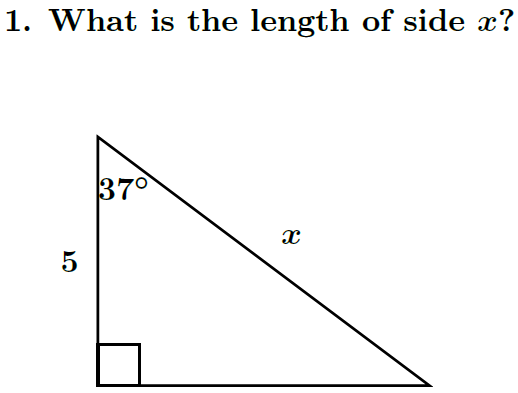 1. What is the length of side x?
37°
x
5